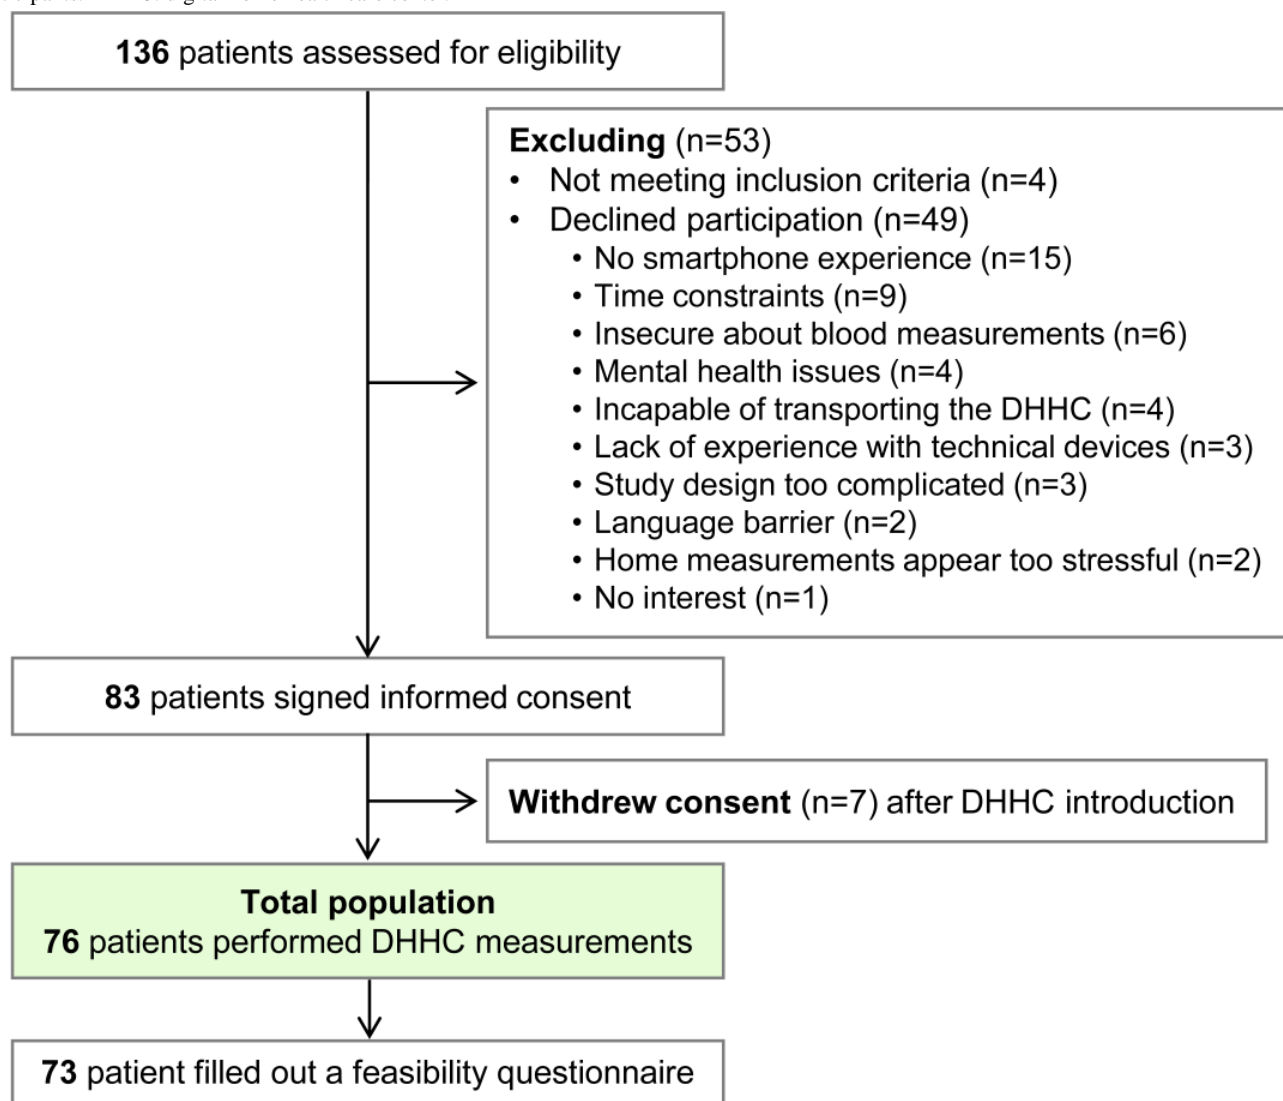 136 patients assessed for eligibility
Excluding (n=53)
• Not meeting inclusion criteria (n=4)
• Declined participation (n=49)
• No smartphone experience (n=15)
• Time constraints (n=9)
• Insecure about blood measurements (n=6)
• Mental health issues (n=4)
• Incapable of transporting the DHHC (n=4)
• Lack of experience with technical devices (n=3)
• Study design too complicated (n=3)
• Language barrier (n=2)
• Home measurements appear too stressful (n=2)
• No interest (n=1)
83 patients signed informed consent
Withdrew consent (n=7) after DHHC introduction
Total population
76 patients performed DHHC measurements
73 patient filled out a feasibility questionnaire